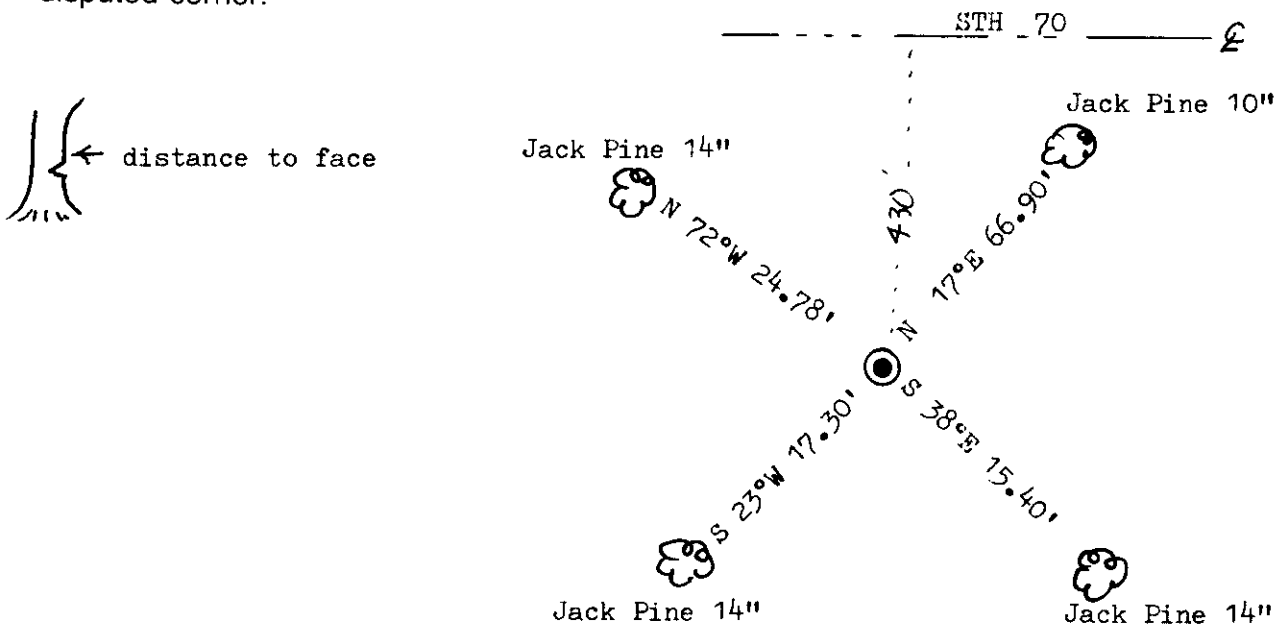 disputed corner.
STH 70 ℄
Jack Pine 10"
Jack Pine 14"
distance to face
430
N 72°W 24.78'
N 17°E 66.90'
S 38°E 15.40'
S 23°W 17.30'
Jack Pine 14"
Jack Pine 14"